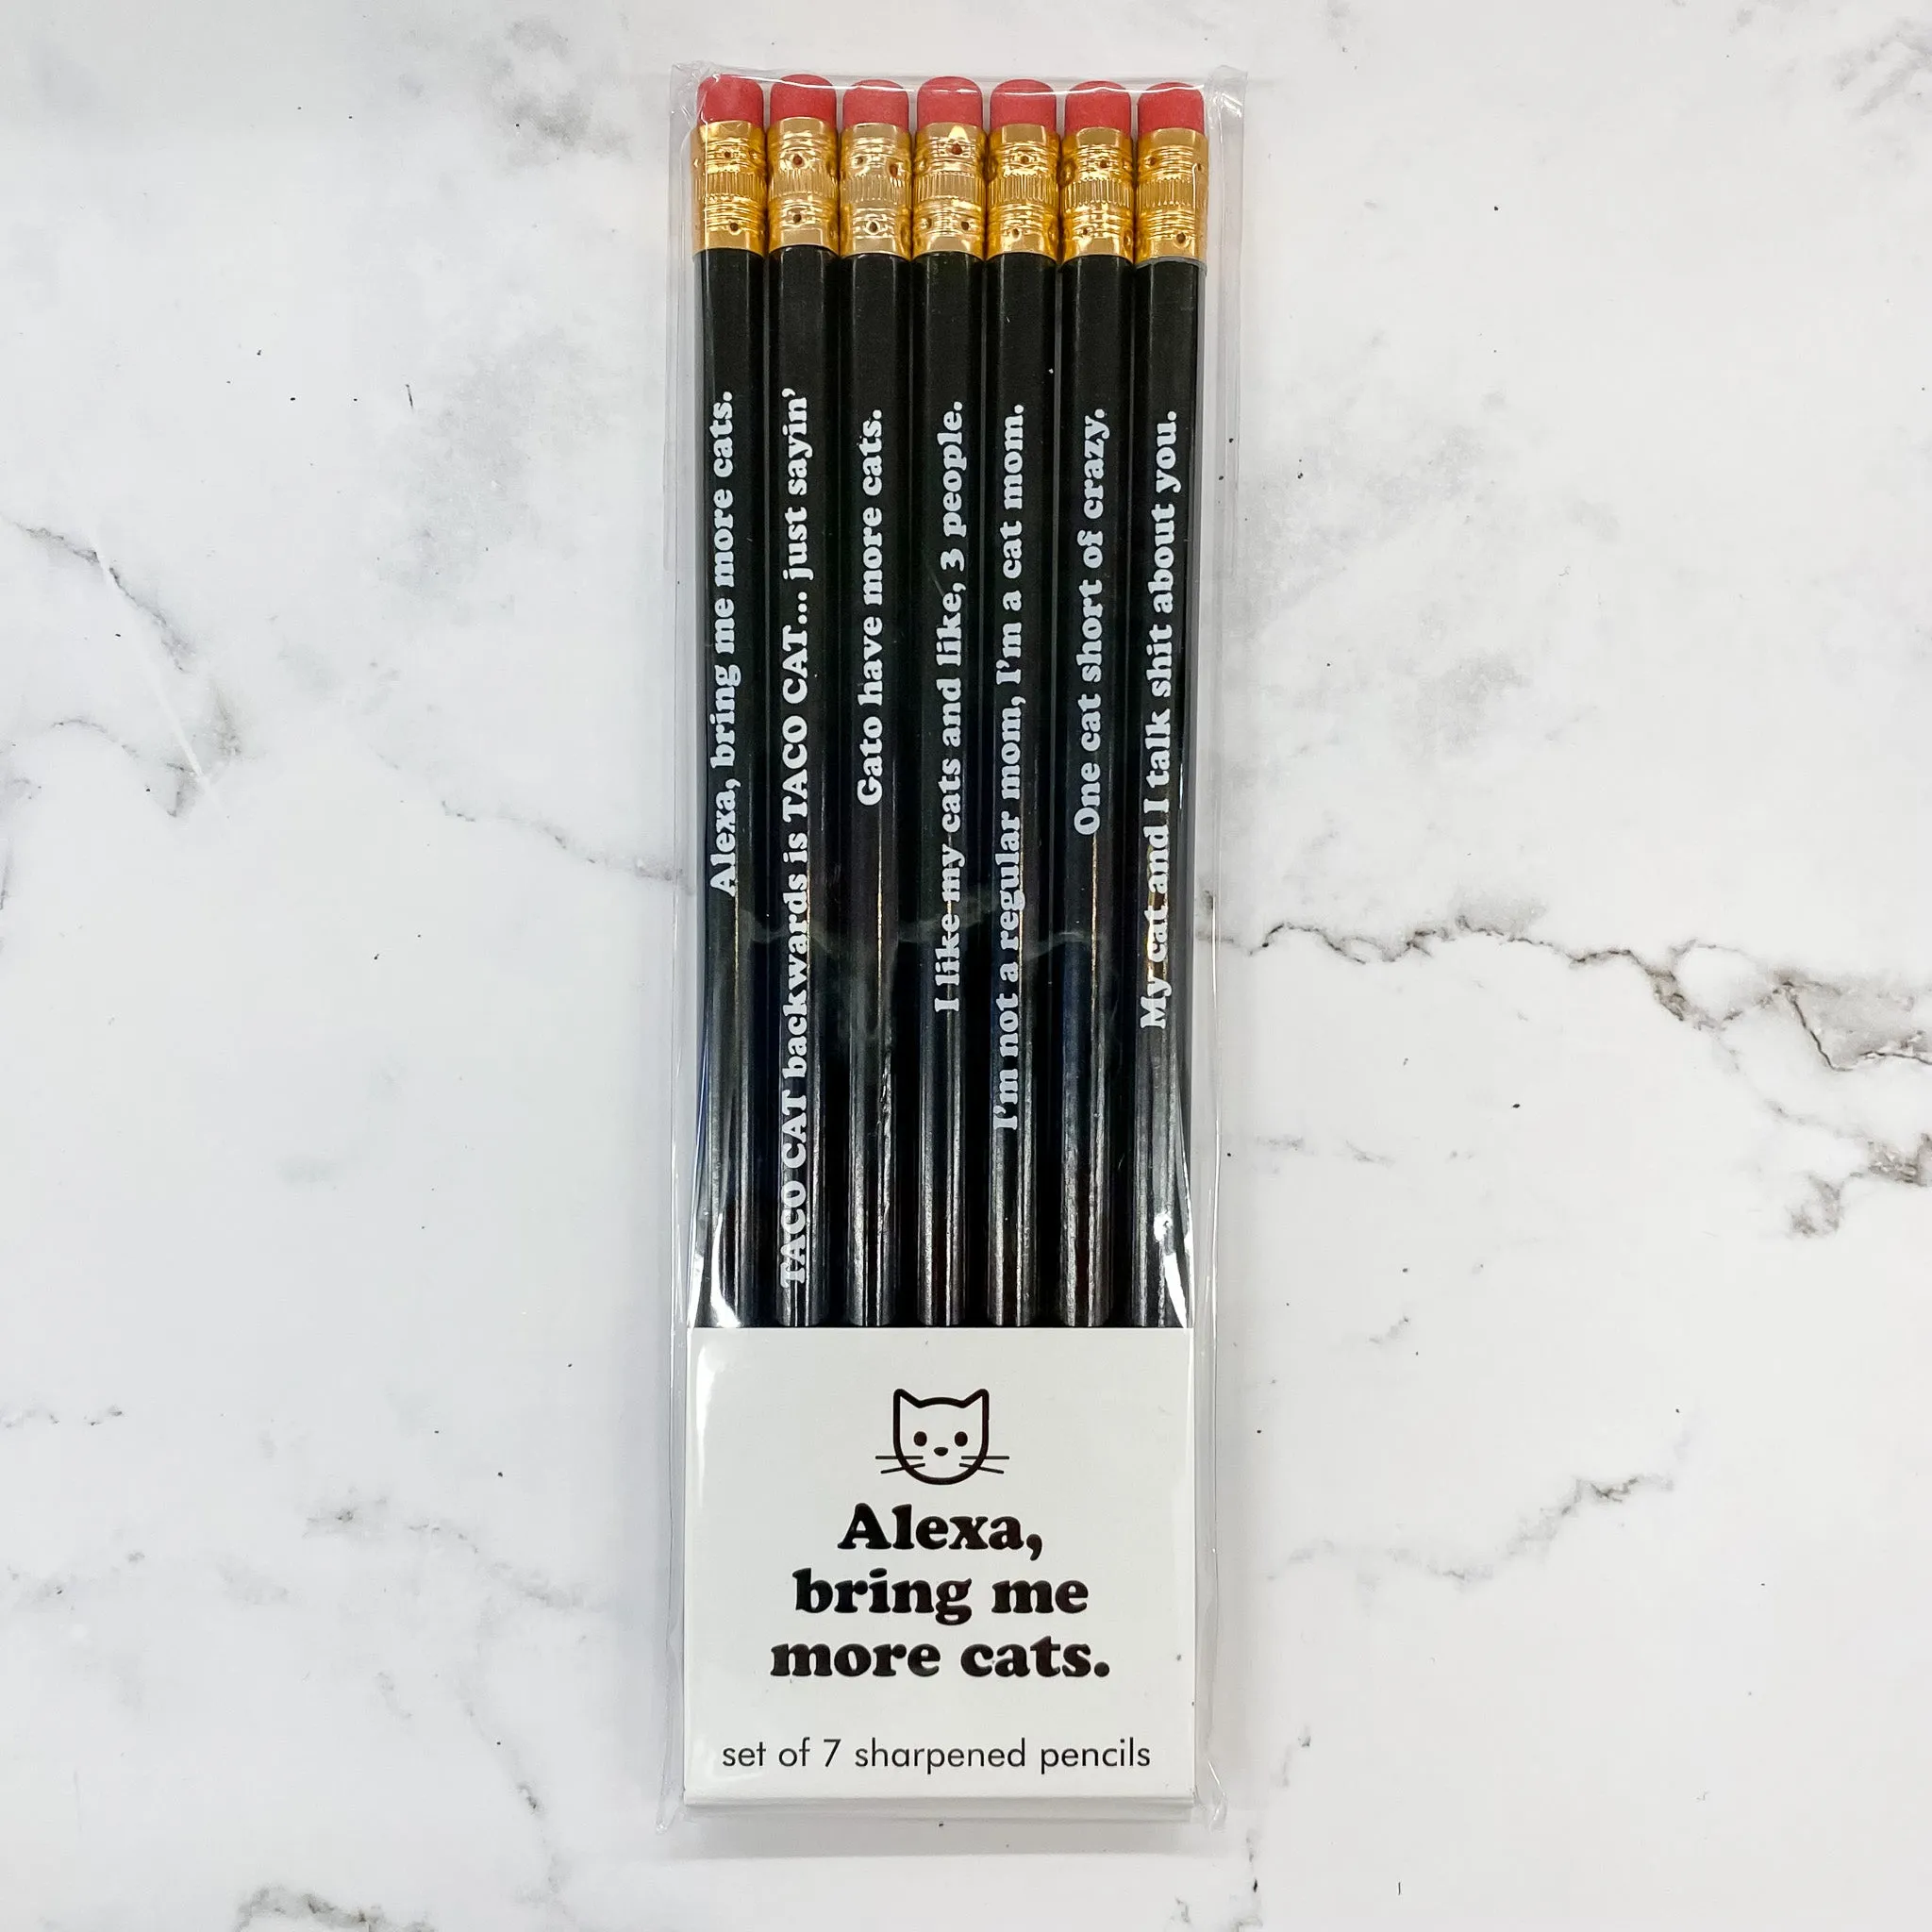 Alexa, bring me more cats.
TACO CAT backwards is TACO CAT... just sayin'
Gato have more cats.
I like my cats and like, 3 people.
I'm not a regular mom, I'm a cat mom.
One cat short of crazy.
My cat and I talk shit about you.
Alexa,
bring me
more cats.
set of 7 sharpened pencils